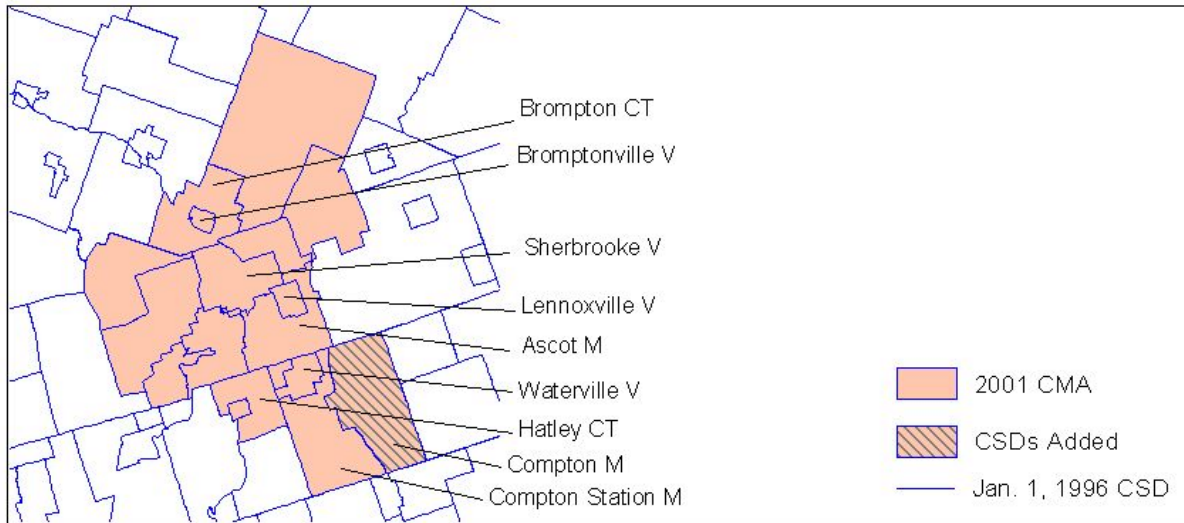 Brompton CT
Bromptonville V
Sherbrooke V
Lennoxville V
Ascot M
Waterville V
Hatley CT
Compton M
Compton Station M
2001 CMA
CSDs Added
Jan. 1, 1996 CSD